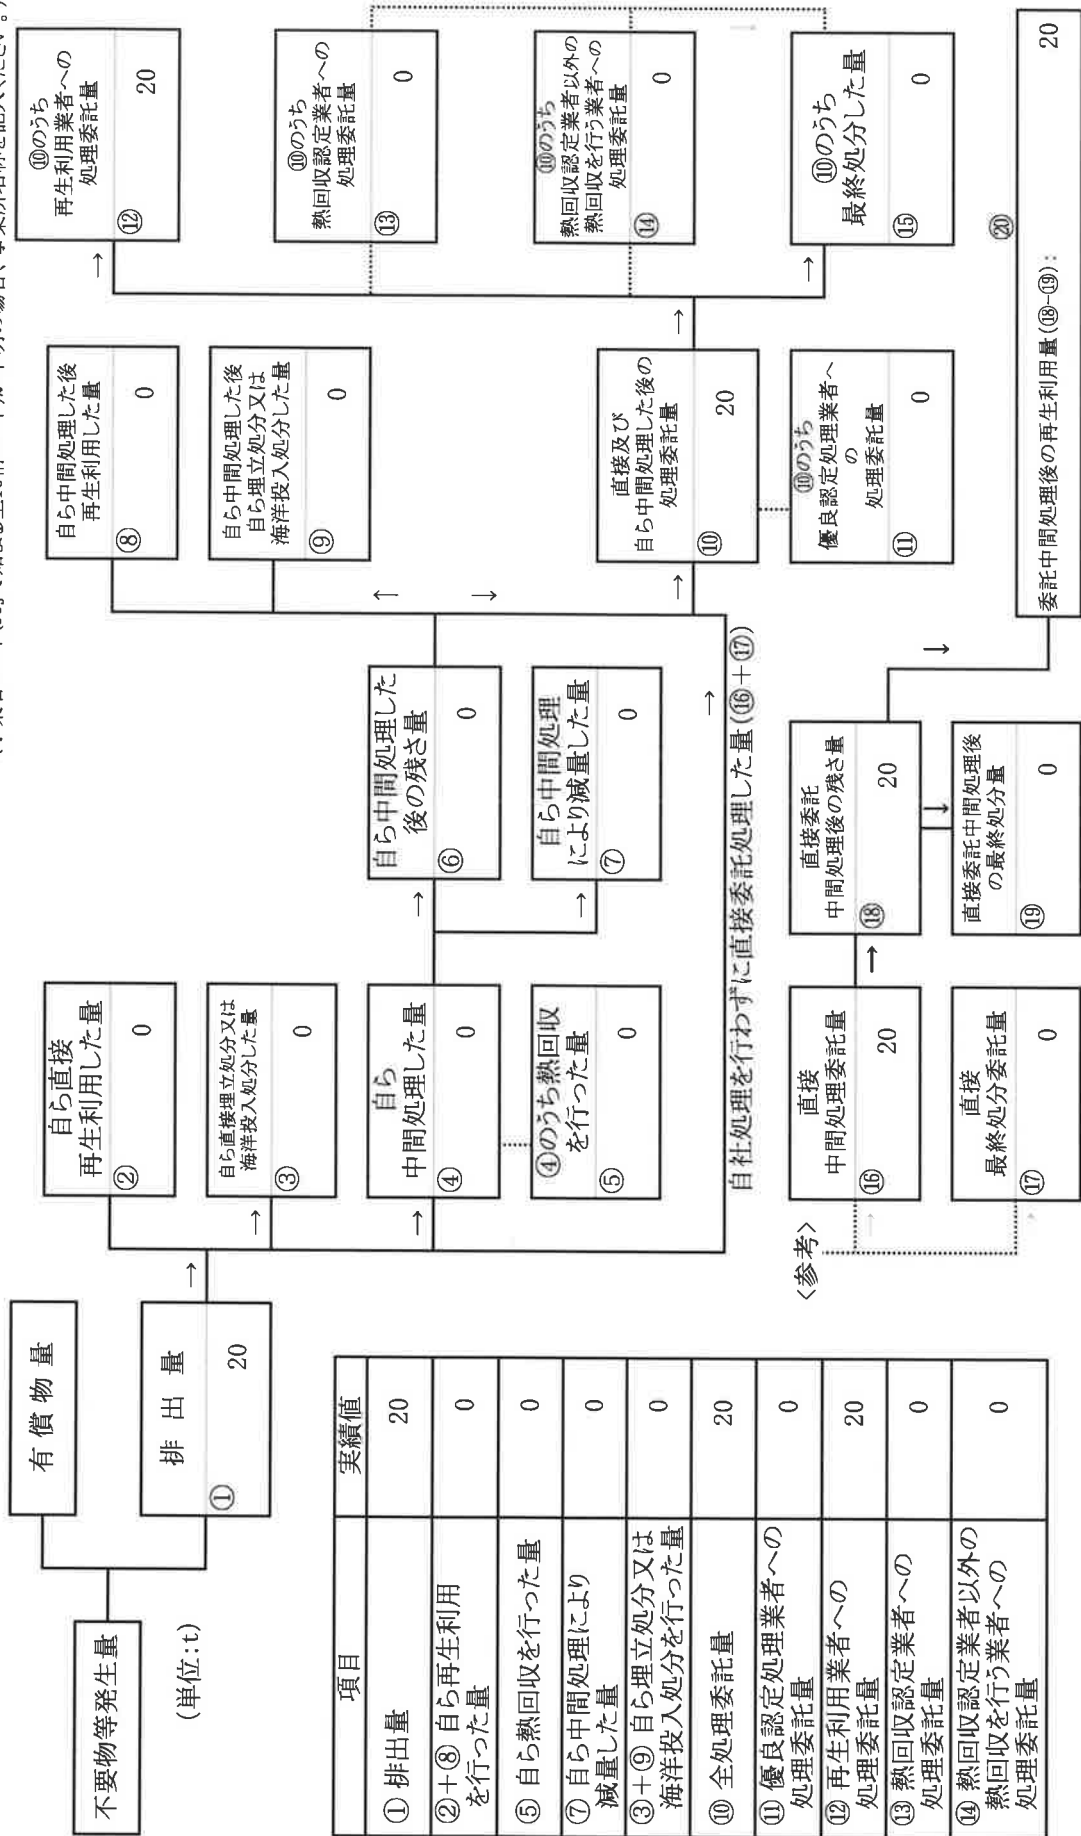 不要物等発生量
有償物量
排出量
① 20
(単位:t)
自ら直接
再生利用した量
② 0
自ら直接埋立処分又は
海洋投入処分した量
③ 0
自ら
中間処理した量
④ 0
④のうち熱回収
を行った量
⑤ 0
自ら中間処理した
後の残さ量
⑥ 0
自ら中間処理
により減量した量
⑦ 0
自ら中間処理した後
再生利用した量
⑧ 0
自ら中間処理した後
自ら埋立処分又は
海洋投入処分した量
⑨ 0
直接及び
自ら中間処理した後の
処理委託量
⑩ 20
⑩のうち
優良認定処理業者へ
の
処理委託量
⑪ 0
⑩のうち
再生利用業者への
処理委託量
⑫ 20
⑩のうち
熱回収認定業者への
処理委託量
⑬ 0
⑩のうち
熱回収認定業者以外の
熱回収を行う業者への
処理委託量
⑭ 0
⑩のうち
最終処分した量
⑮ 0
自社処理を行わずに直接委託処理した量(⑯+⑰)
<参考>
直接
中間処理委託量
⑯ 20
直接
最終処分委託量
⑰ 0
直接委託
中間処理後の残さ量
⑱ 20
直接委託中間処理後
の最終処分量
⑲ 0
⑳
委託中間処理後の再生利用量(⑱-⑲): 20
項目 実績値
① 排出量 20
②+⑧ 自ら再生利用
を行った量 0
⑤ 自ら熱回収を行った量 0
⑦ 自ら中間処理により
減量した量 0
③+⑨ 自ら埋立処分又は
海洋投入処分を行った量 0
⑩ 全処理委託量 20
⑪ 優良認定処理業者への
処理委託量 0
⑫ 再生利用業者への
処理委託量 20
⑬ 熱回収認定業者への
処理委託量 0
⑭ 熱回収認定業者以外の
熱回収を行う業者への
処理委託量 0